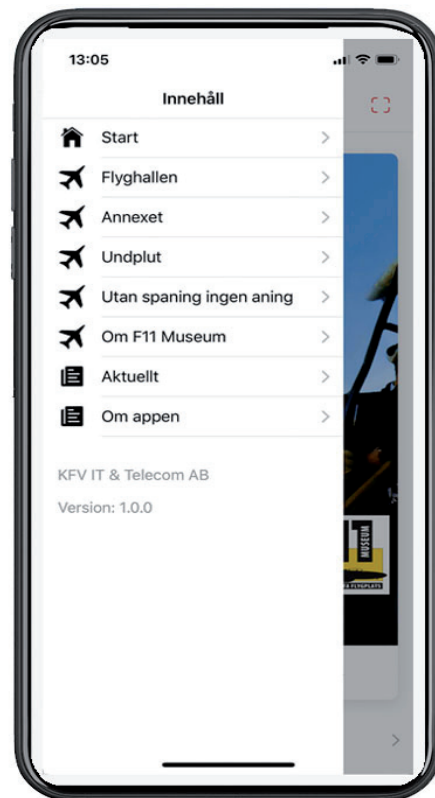 13:05
Innehåll
Start
Flyghallen
Annexet
Undplut
Utan spaning ingen aning
Om F11 Museum
Aktuellt
Om appen
KFV IT & Telecom AB
Version: 1.0.0
MUSEUM
FLYGPLATS